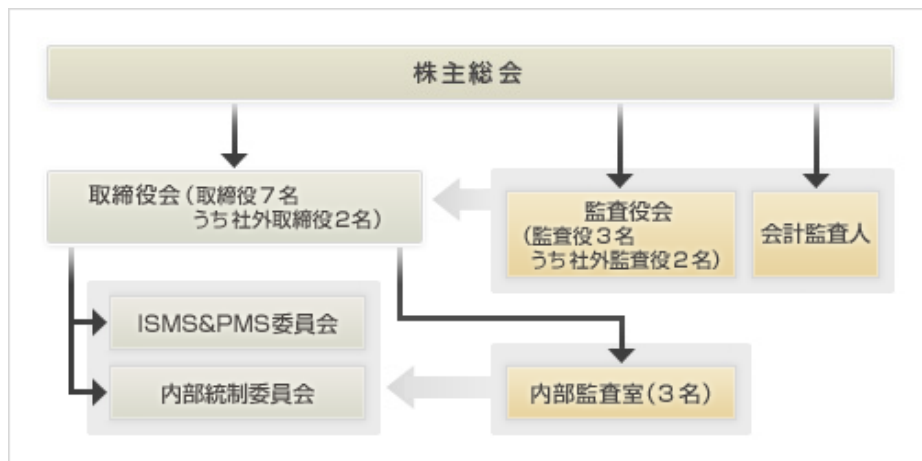 株主総会
取締役会(取締役7名
うち社外取締役2名)
監査役会
(監査役3名
うち社外監査役2名)
会計監査人
ISMS&PMS委員会
内部統制委員会
内部監査室(3名)